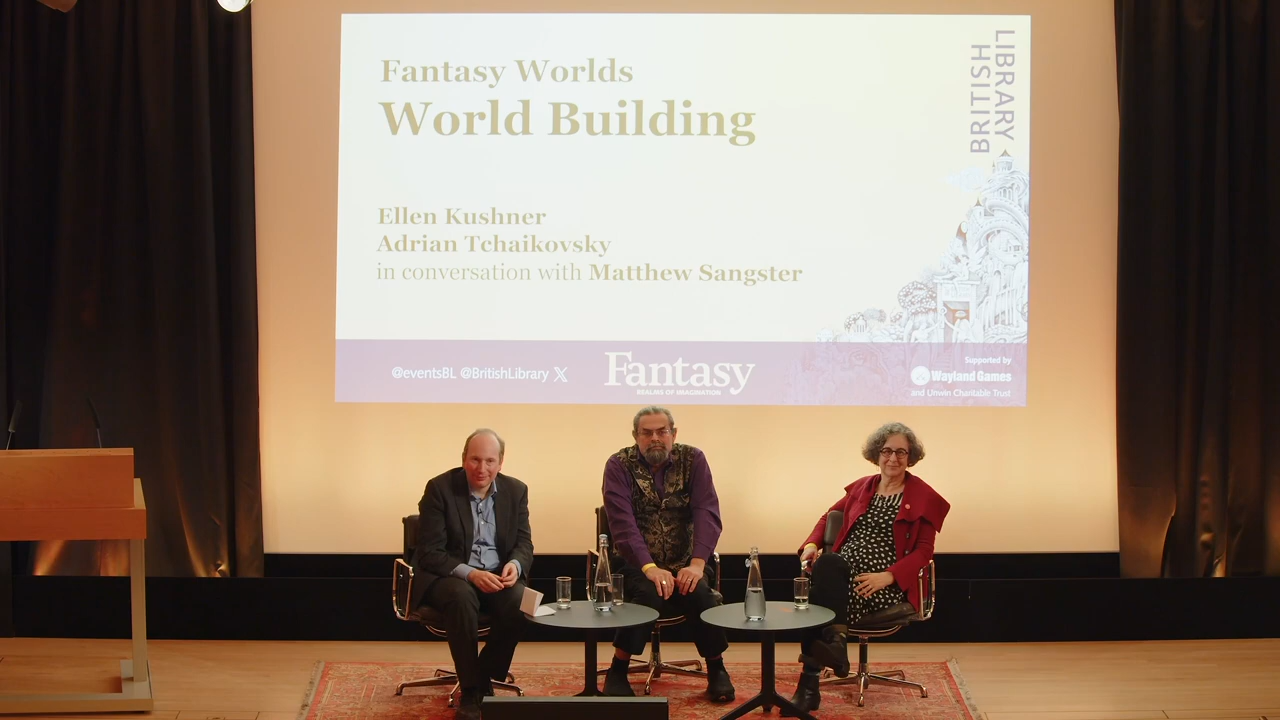 Fantasy Worlds
World Building
Ellen Kushner
Adrian Tchaikovsky
in conversation with Matthew Sangster
LIBRARY
BRITISH
@eventsBL @BritishLibrary X
Fantasy
REALMS OF IMAGINATION
Supported by
Wayland Games
and Unwin Charitable Trust